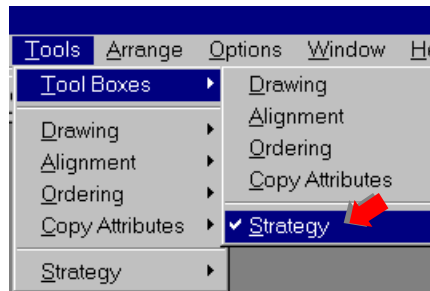 Tools Arrange Options Window
Tool Boxes
Drawing
Alignment
Ordering
Copy Attributes
Strategy
Drawing
Alignment
Ordering
Copy Attributes
Strategy